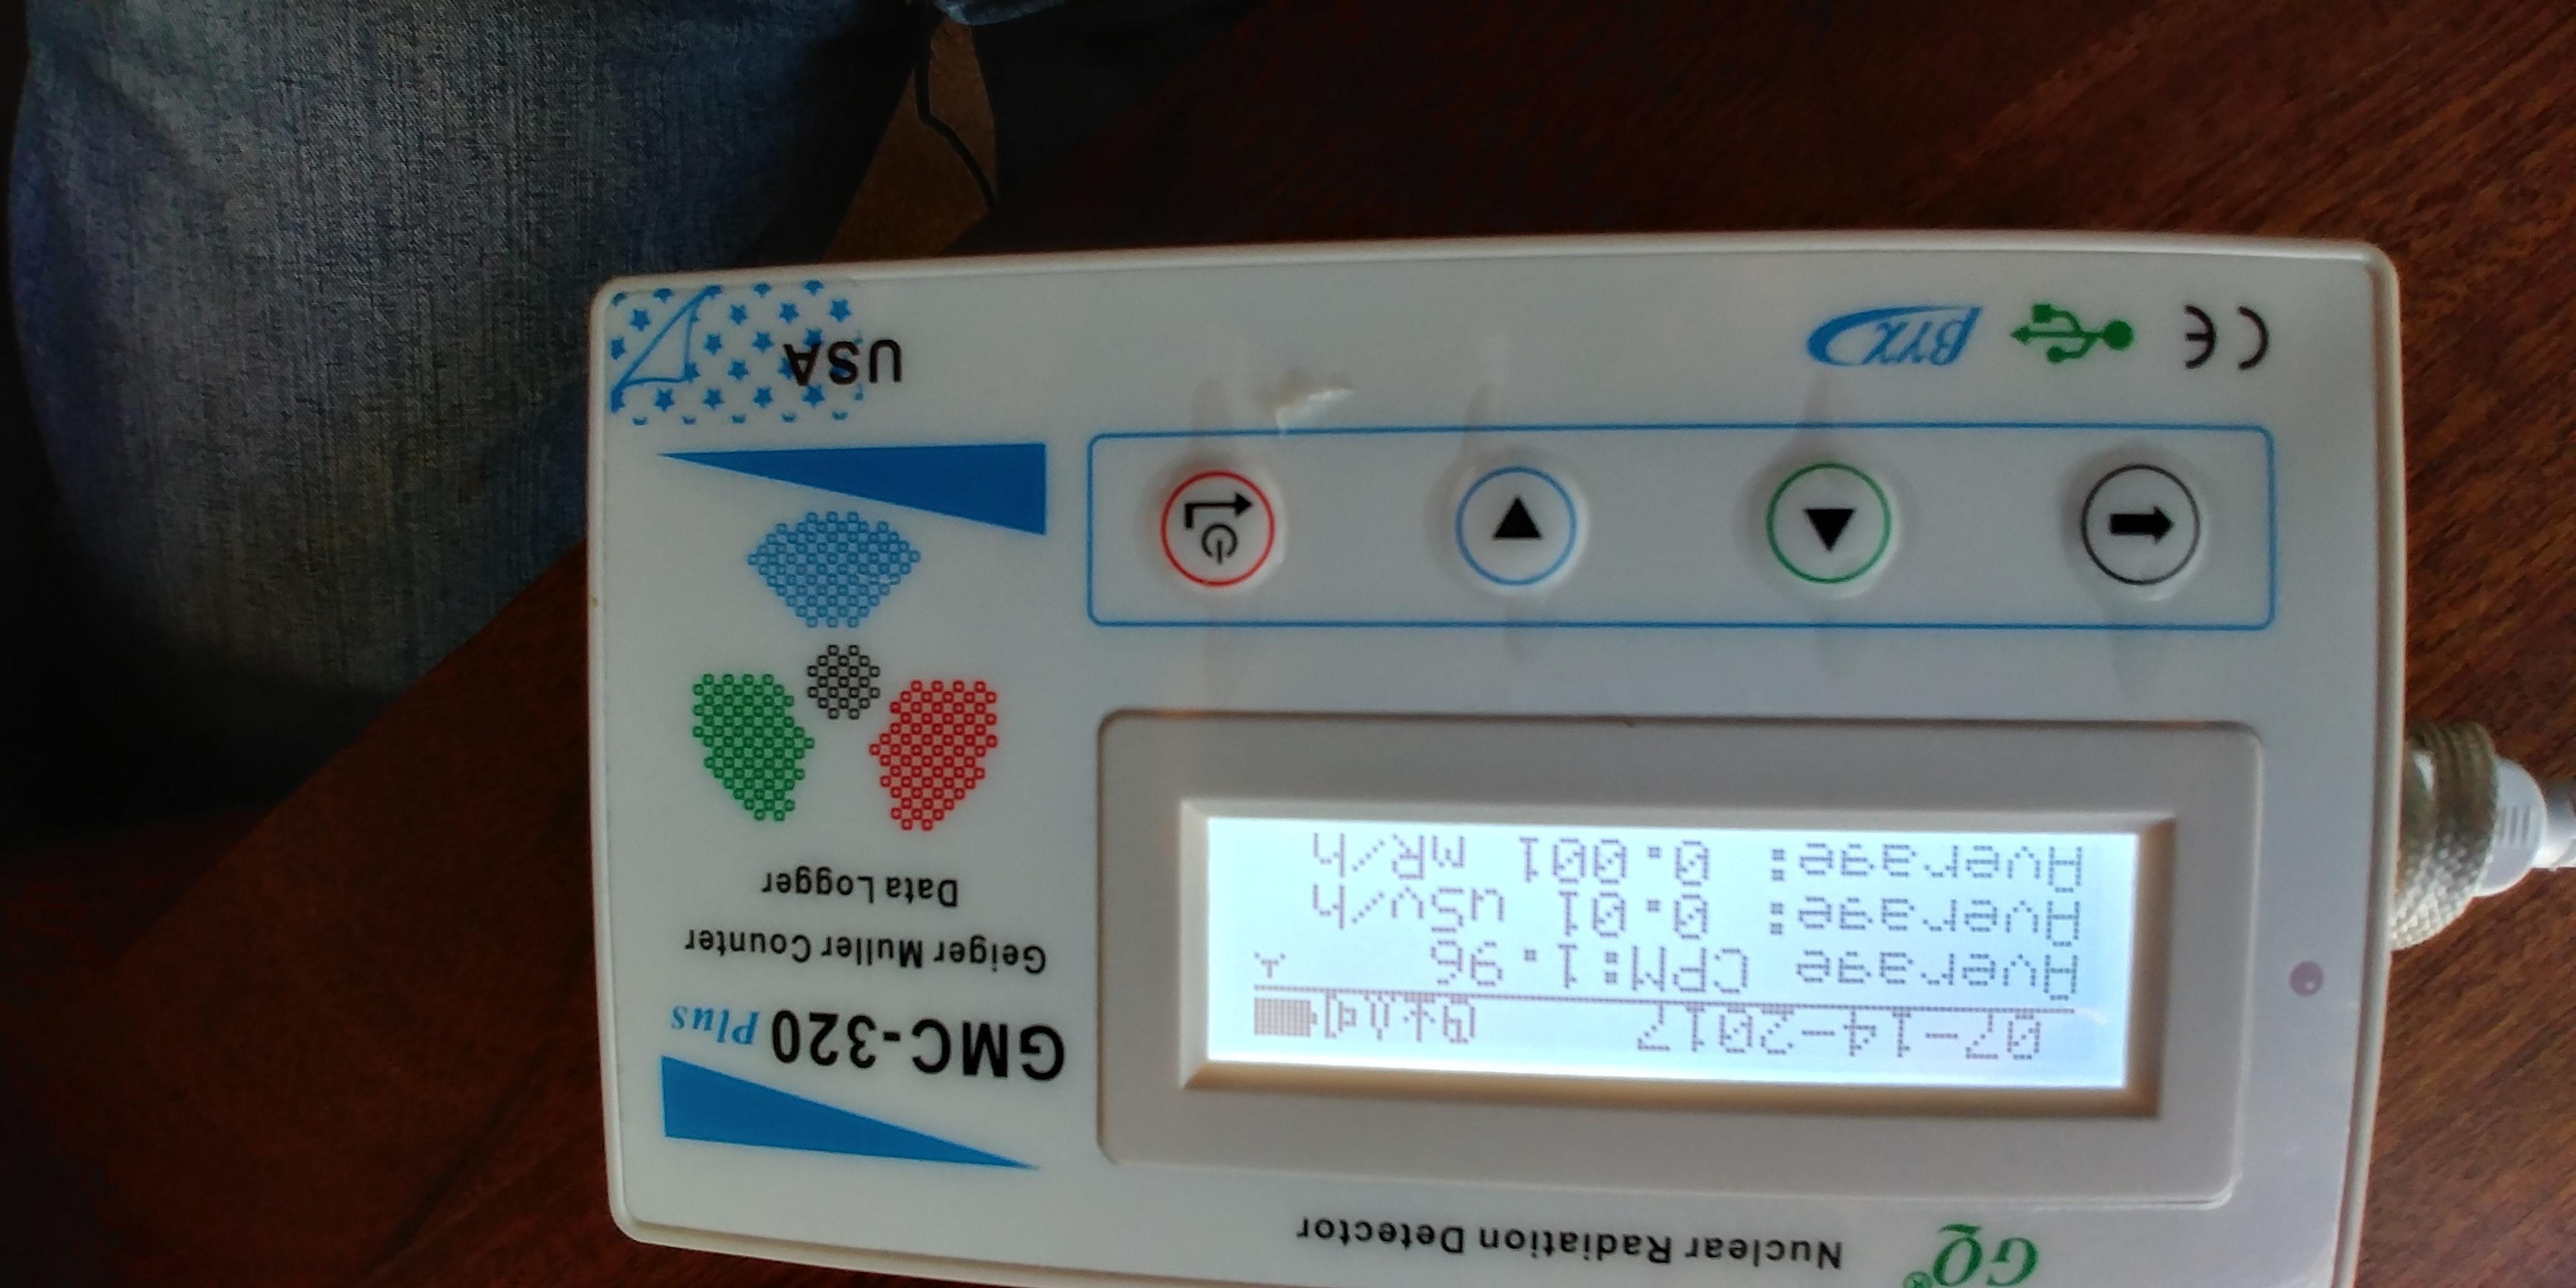 GQ®
Nuclear Radiation Detector
07-14-2017
Average CPM:1.96
Average: 0.01 uSv/h
Average: 0.001 mR/h
GMC-320 Plus
Geiger Muller Counter
Data Logger
CE
βγχ
USA